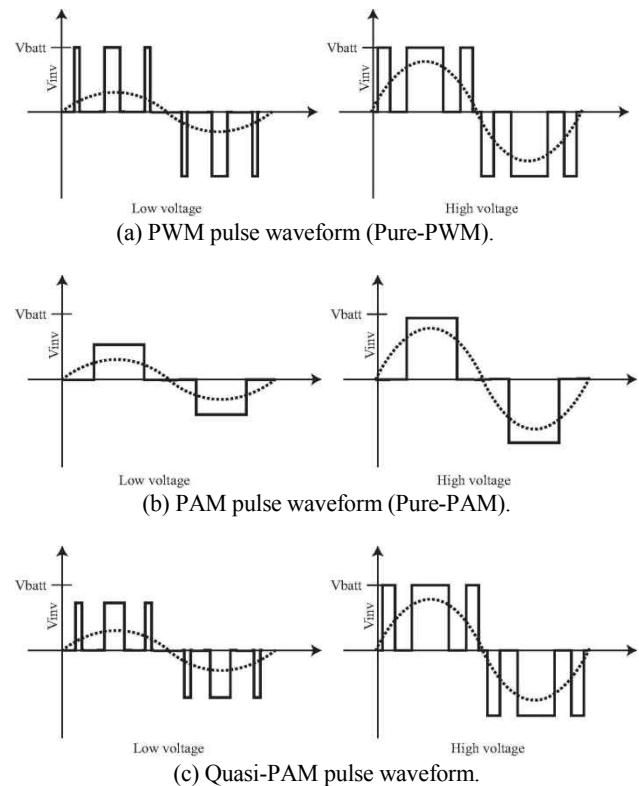 Vbatt
Vinv
Low voltage
Vbatt
Vinv
High voltage
(a) PWM pulse waveform (Pure-PWM).
Vbatt
Vinv
Low voltage
Vbatt
Vinv
High voltage
(b) PAM pulse waveform (Pure-PAM).
Vbatt
Vinv
Low voltage
Vbatt
Vinv
High voltage
(c) Quasi-PAM pulse waveform.